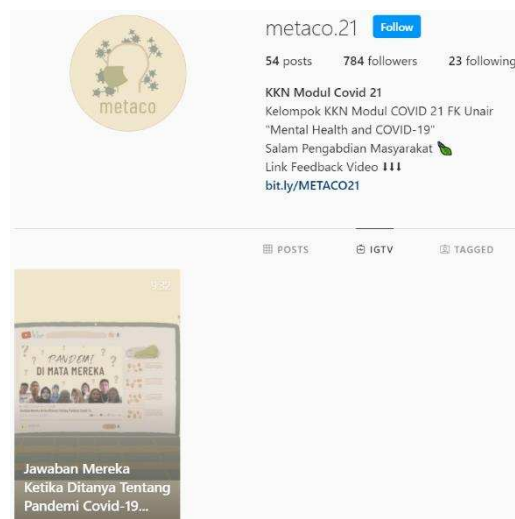 metaco
metaco.21 Follow
54 posts 784 followers 23 following
KKN Modul Covid 21
Kelompok KKN Modul COVID 21 FK Unair
"Mental Health and COVID-19"
Salam Pengabdian Masyarakat
Link Feedback Video ⬇⬇⬇
bit.ly/METACO21
POSTS IGTV TAGGED
9:32
PANDEMI
DI MATA MEREKA
Jawaban Mereka
Ketika Ditanya Tentang
Pandemi Covid-19...